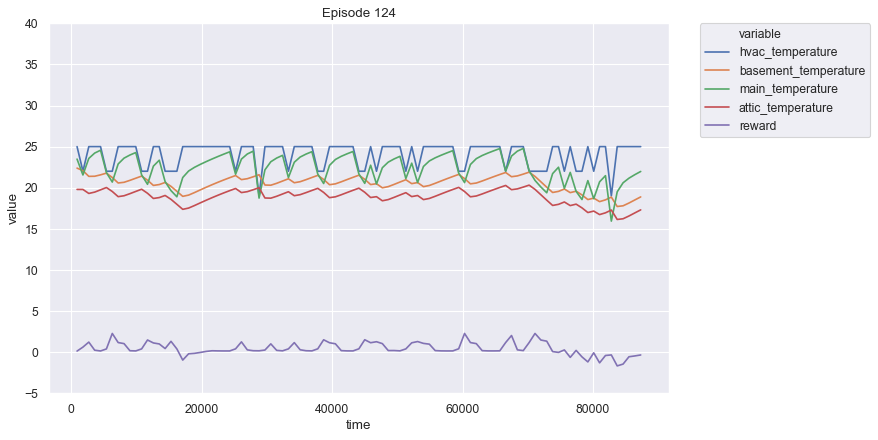 Episode 124
40
35
30
25
20
15
10
5
0
−5
value
0
20000
40000
60000
80000
time
variable
hvac_temperature
basement_temperature
main_temperature
attic_temperature
reward